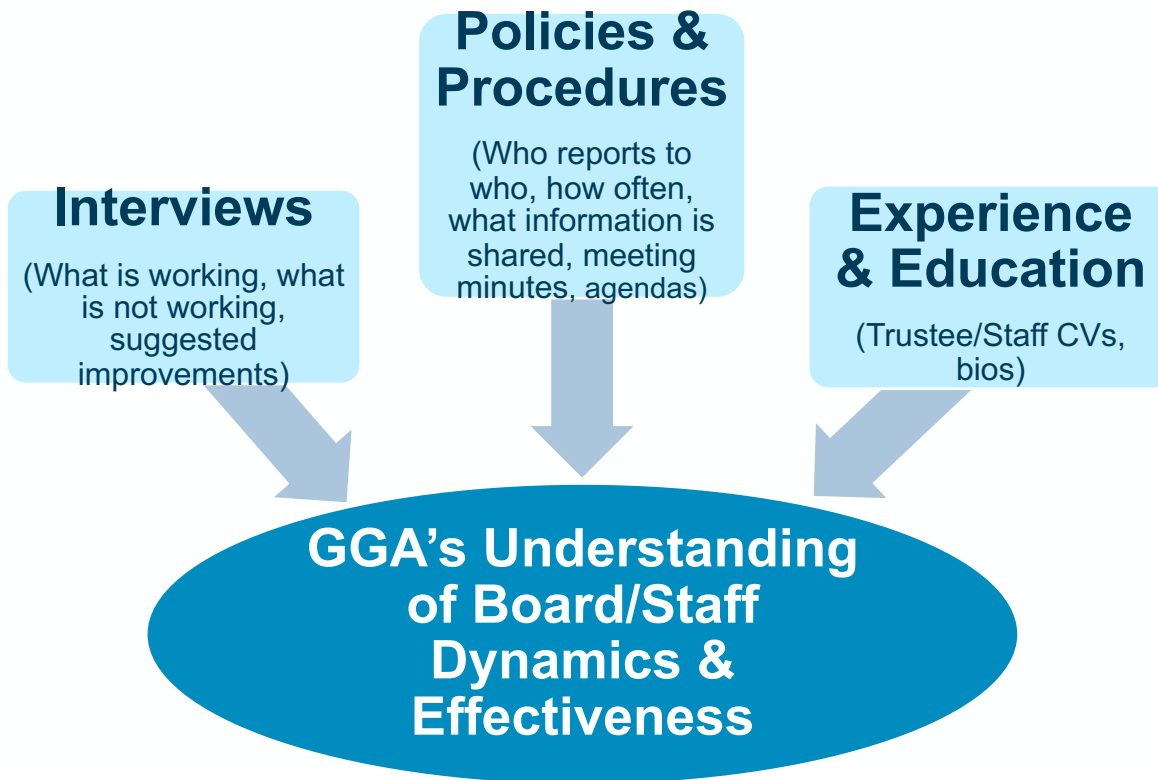 Policies &
Procedures
(Who reports to
who, how often,
what information is
shared, meeting
minutes, agendas)
Interviews
(What is working, what
is not working,
suggested
improvements)
Experience
& Education
(Trustee/Staff CVs,
bios)
GGA’s Understanding
of Board/Staff
Dynamics &
Effectiveness